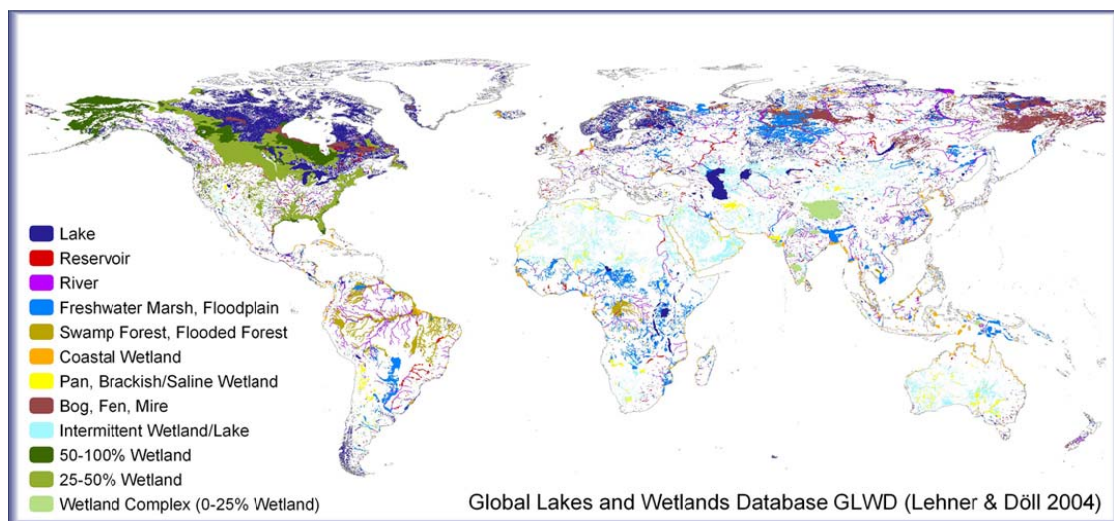 Lake
Reservoir
River
Freshwater Marsh, Floodplain
Swamp Forest, Flooded Forest
Coastal Wetland
Pan, Brackish/Saline Wetland
Bog, Fen, Mire
Intermittent Wetland/Lake
50-100% Wetland
25-50% Wetland
Wetland Complex (0-25% Wetland)
Global Lakes and Wetlands Database GLWD (Lehner & Döll 2004)